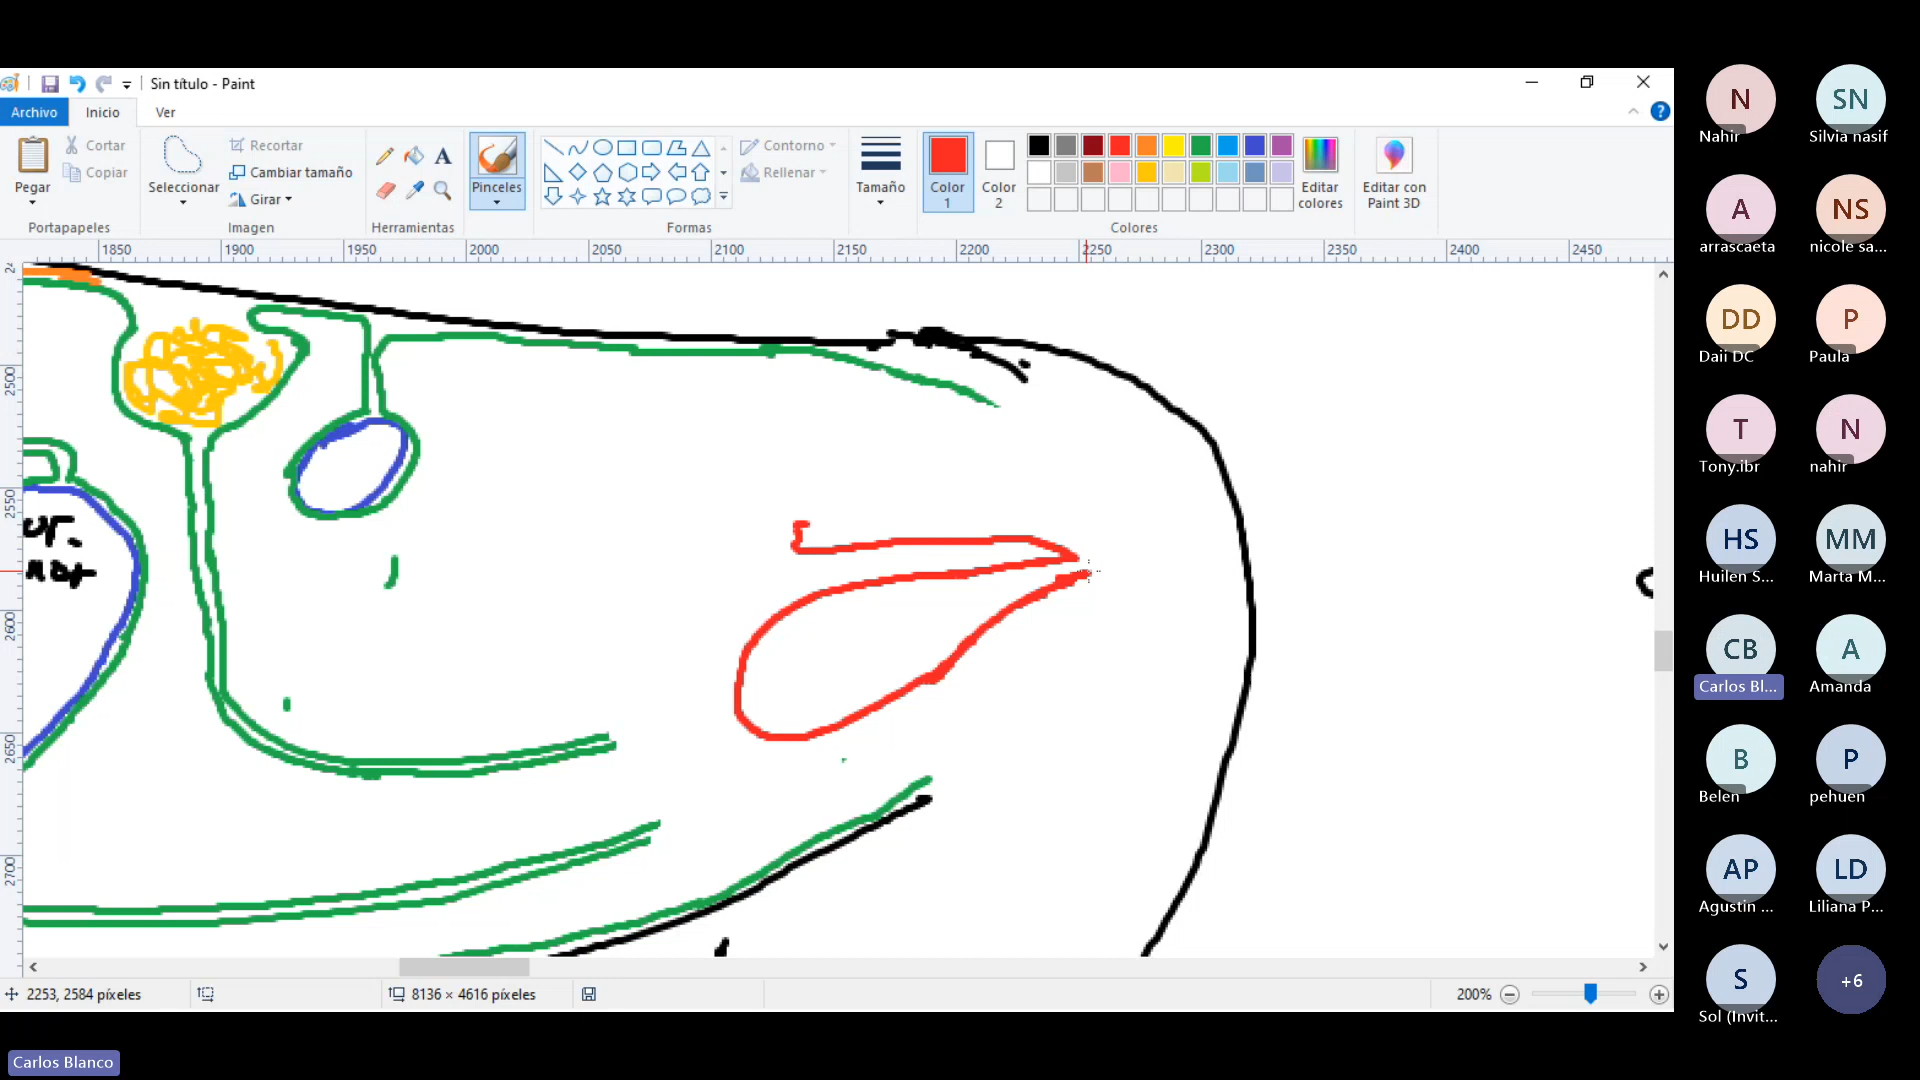 Sin título - Paint
Archivo Inicio Ver
Pegar
Cortar
Copiar
Portapapeles
Seleccionar
Recortar
Cambiar tamaño
Girar
Imagen
A
Herramientas
Pinceles
Contorno
Rellenar
Formas
Tamaño
Color
1
Color
2
Editar
colores
Editar con
Paint 3D
Colores
1850 1900 1950 2000 2050 2100 2150 2200 2250 2300 2350 2400 2450
2500
2550
2600
2650
2700
2253, 2584 píxeles
8136 × 4616 píxeles
200%
N
Nahir
SN
Silvia nasif
A
arrascaeta
NS
nicole sa...
DD
Daii DC
P
Paula
T
Tony.ibr
N
nahir
HS
Huilen S...
MM
Marta M...
CB
Carlos Bl...
A
Amanda
B
Belen
P
pehuen
AP
Agustin ...
LD
Liliana P...
S
Sol (Invit...
+6
Carlos Blanco